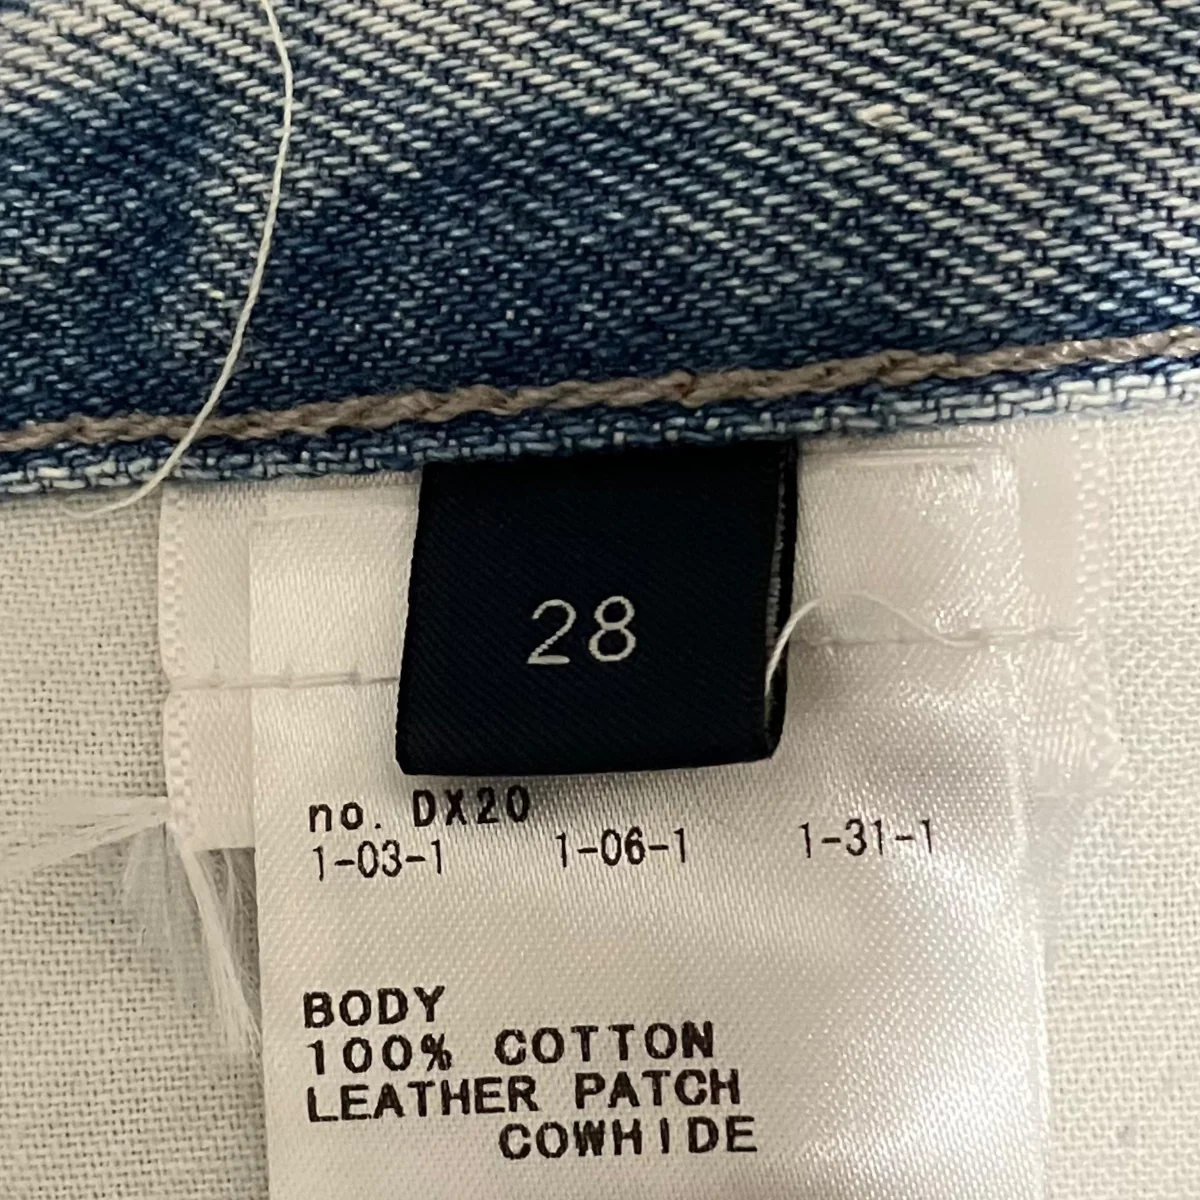 28
no. DX20
1-03-1 1-06-1 1-31-1
BODY
100% COTTON
LEATHER PATCH
COWHIDE